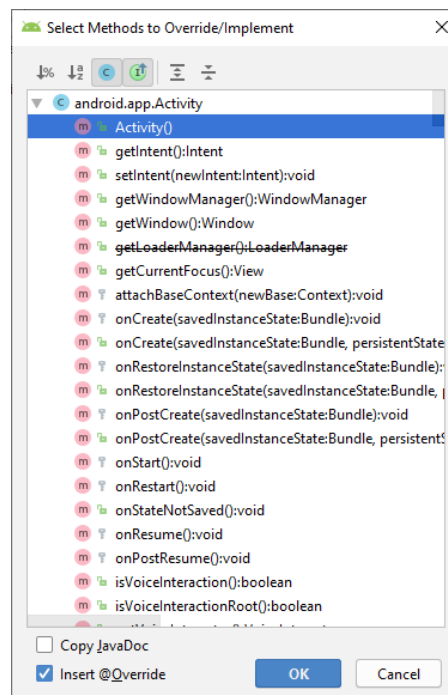 Select Methods to Override/Implement
android.app.Activity
Activity()
getIntent():Intent
setIntent(newIntent:Intent):void
getWindowManager():WindowManager
getWindow():Window
getLoaderManager():LoaderManager
getCurrentFocus():View
attachBaseContext(newBase:Context):void
onCreate(savedInstanceState:Bundle):void
onCreate(savedInstanceState:Bundle, persistentState
onRestoreInstanceState(savedInstanceState:Bundle):
onRestoreInstanceState(savedInstanceState:Bundle,
onPostCreate(savedInstanceState:Bundle):void
onPostCreate(savedInstanceState:Bundle, persistentS
onStart():void
onRestart():void
onStateNotSaved():void
onResume():void
onPostResume():void
isVoiceInteraction():boolean
isVoiceInteractionRoot():boolean
Copy JavaDoc
Insert @Override
OK
Cancel